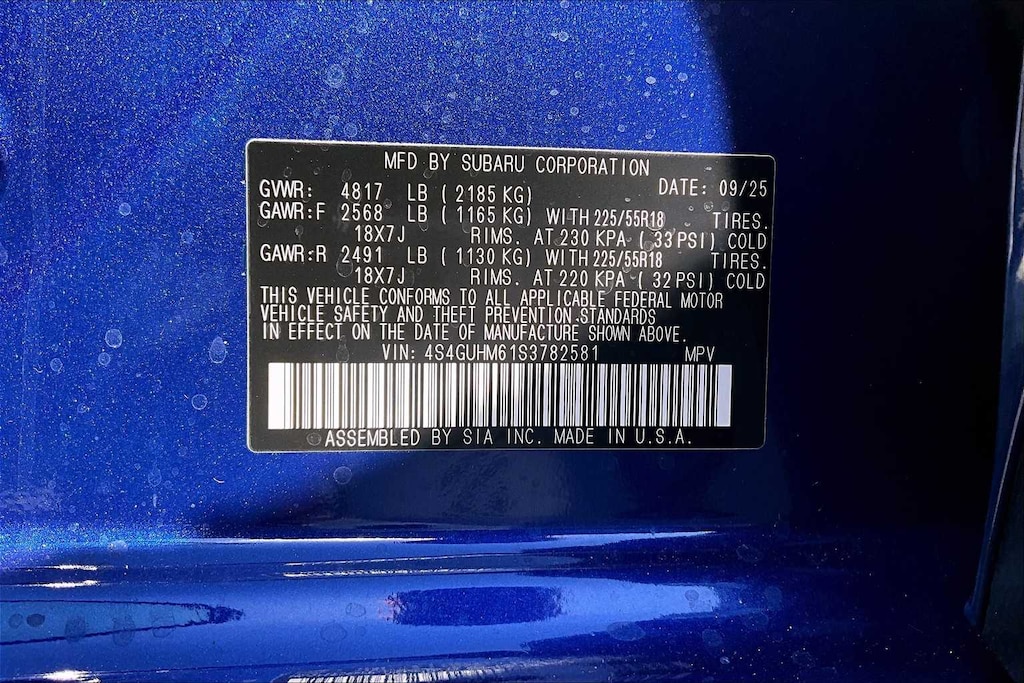 MFD BY SUBARU CORPORATION
GVWR: 4817 LB ( 2185 KG) DATE: 09/25
GAWR:F 2568 LB ( 1165 KG) WITH 225/55R18 TIRES.
18X7J RIMS. AT 230 KPA ( 33 PSI) COLD
GAWR:R 2491 LB ( 1130 KG) WITH 225/55R18 TIRES.
18X7J RIMS. AT 220 KPA ( 32 PSI) COLD
THIS VEHICLE CONFORMS TO ALL APPLICABLE FEDERAL MOTOR
VEHICLE SAFETY AND THEFT PREVENTION STANDARDS
IN EFFECT ON THE DATE OF MANUFACTURE SHOWN ABOVE.
VIN: 4S4GUHM61S3782581 MPV
ASSEMBLED BY SIA INC. MADE IN U.S.A.